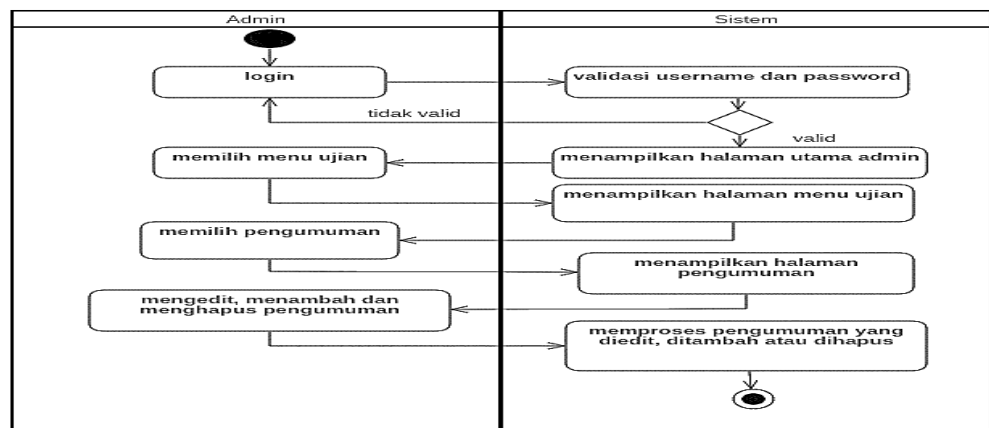 Admin
Sistem
login
validasi username dan password
tidak valid
valid
memilih menu ujian
menampilkan halaman utama admin
menampilkan halaman menu ujian
memilih pengumuman
menampilkan halaman
pengumuman
mengedit, menambah dan
menghapus pengumuman
memproses pengumuman yang
diedit, ditambah atau dihapus